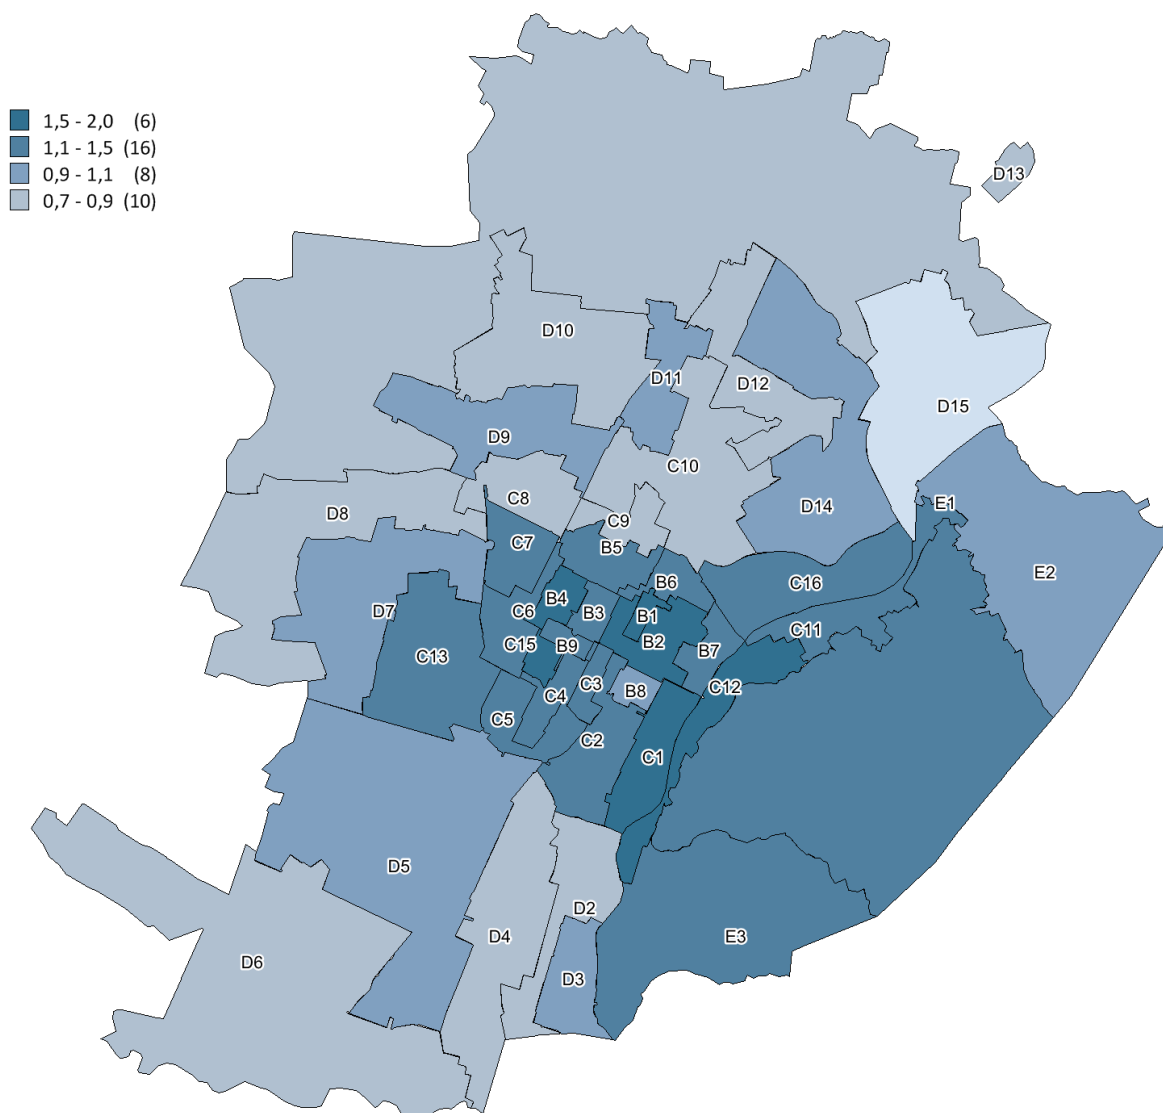 1,5 - 2,0 (6)
1,1 - 1,5 (16)
0,9 - 1,1 (8)
0,7 - 0,9 (10)
D13
D10
D11
D12
D15
D9
C10
C8
E1
D14
D8
C9
C7
B5
E2
B6
C16
B4
D7
C6
B3
B1
C11
B2
C15
B9
B7
C13
C3
C12
B8
C4
C5
C2
C1
D5
D2
D4
E3
D6
D3